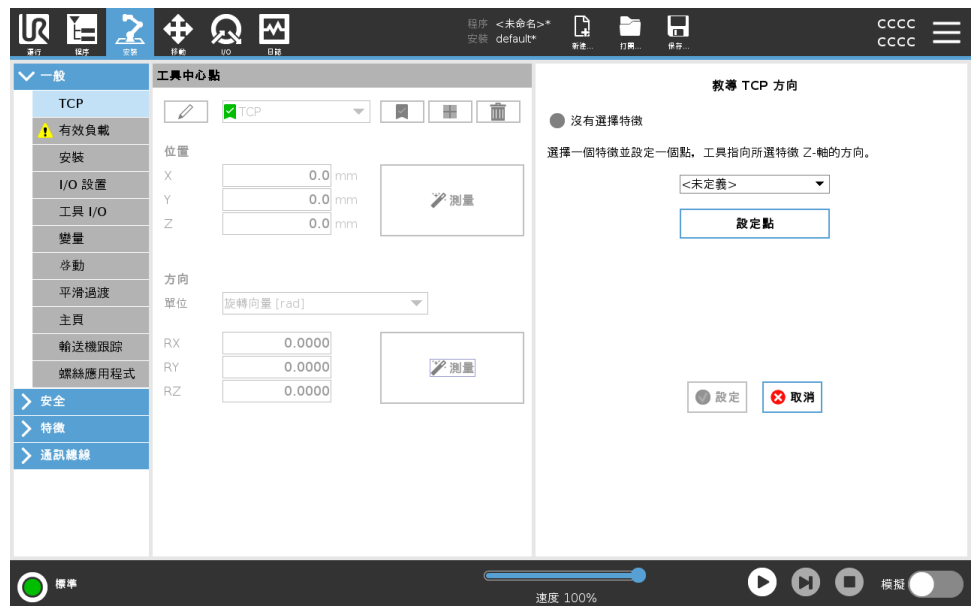 程序 <未命名>*
安裝 default*
cccc
cccc
運行 程序 安裝 移動 I/O 日誌 新建... 打開... 保存...
一般
TCP
有效負載
安裝
I/O 設置
工具 I/O
變量
啓動
平滑過渡
主頁
輸送機跟踪
螺絲應用程式
安全
特徵
通訊總線
工具中心點
TCP
位置
X 0.0 mm
Y 0.0 mm
Z 0.0 mm
測量
方向
單位 旋轉向量 [rad]
RX 0.0000
RY 0.0000
RZ 0.0000
測量
教導 TCP 方向
沒有選擇特徵
選擇一個特徵並設定一個點，工具指向所選特徵 Z-軸的方向。
<未定義>
設定點
設定 取消
標準
速度 100%
模擬